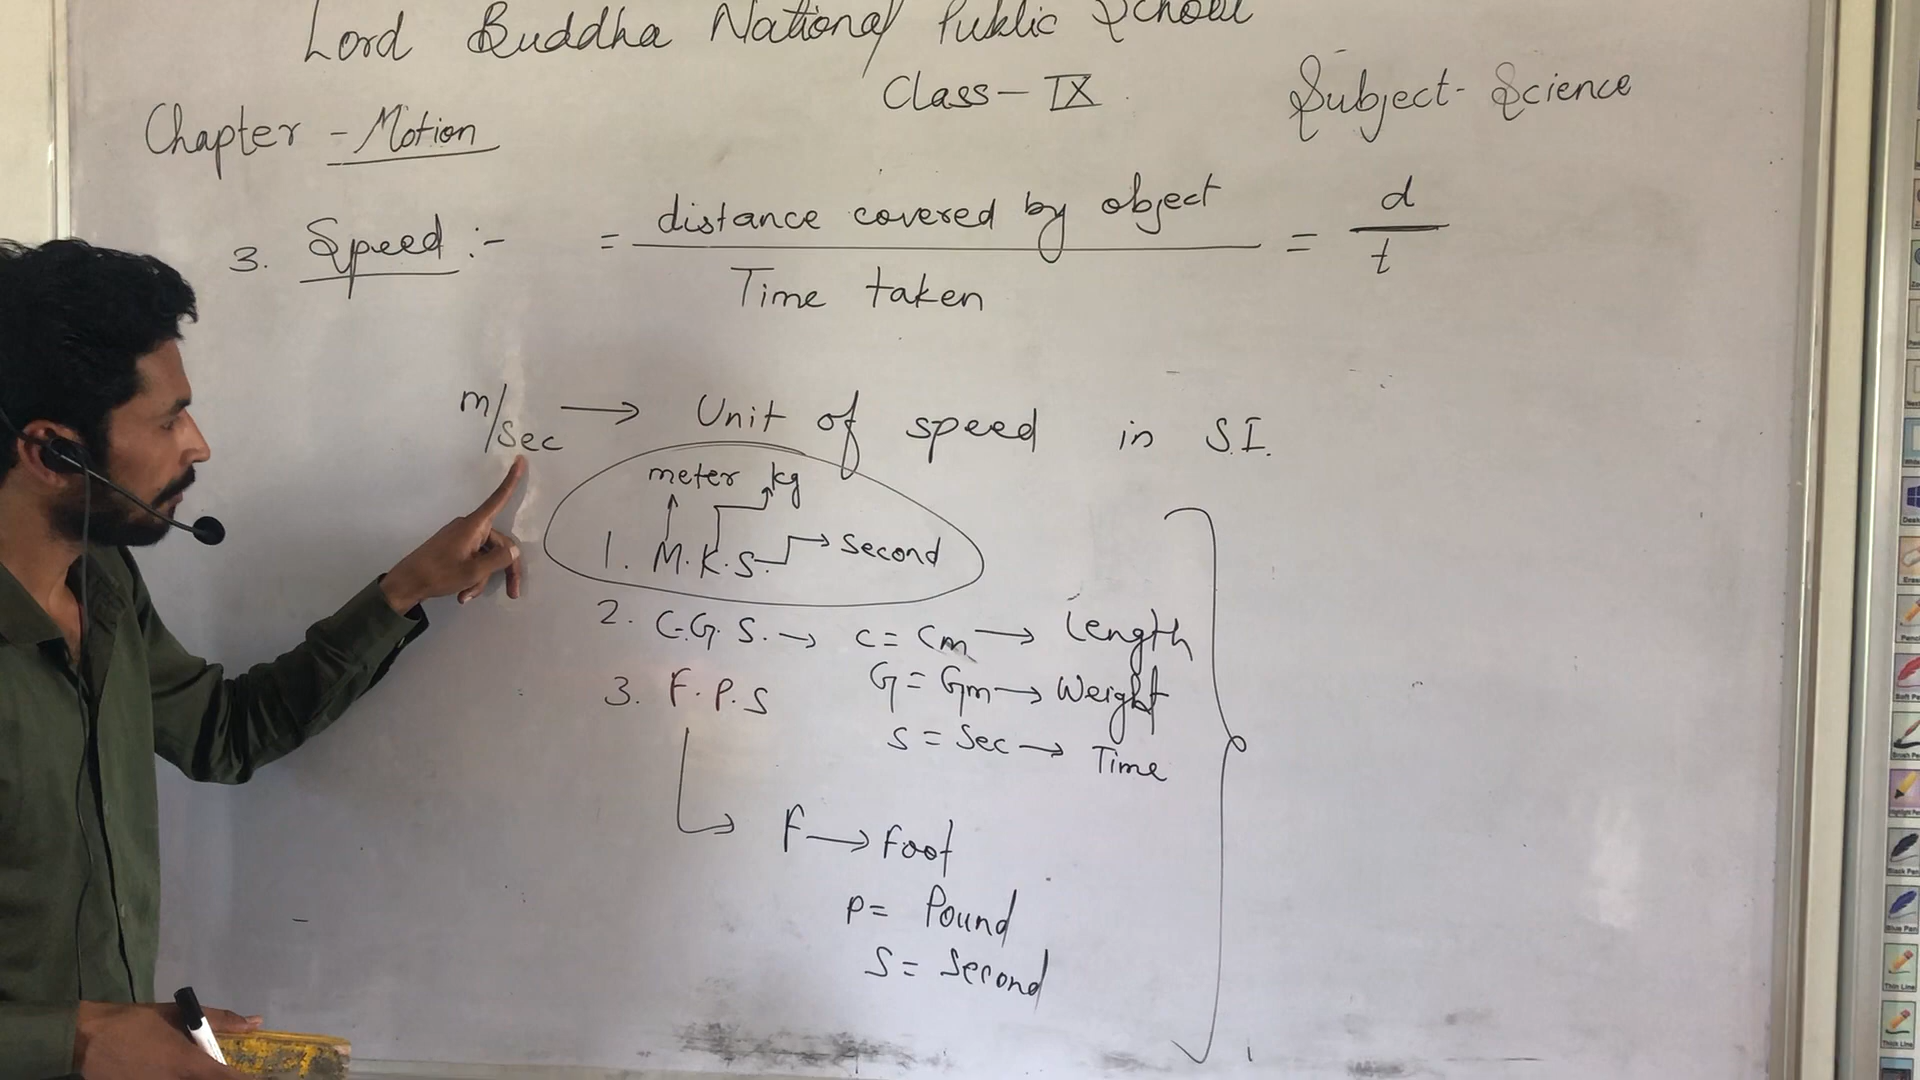 Lord Buddha National Public School
Class - IX
Subject - Science
Chapter - Motion
3. Speed :- = distance covered by object = d
Time taken t
m/sec → Unit of speed in S.I.
meter kg
1. M.K.S. → Second
2. C.G.S. → C = Cm → Length
G = Gm → Weight
3. F.P.S
S = Sec → Time
F → Foot
P = Pound
S = Second